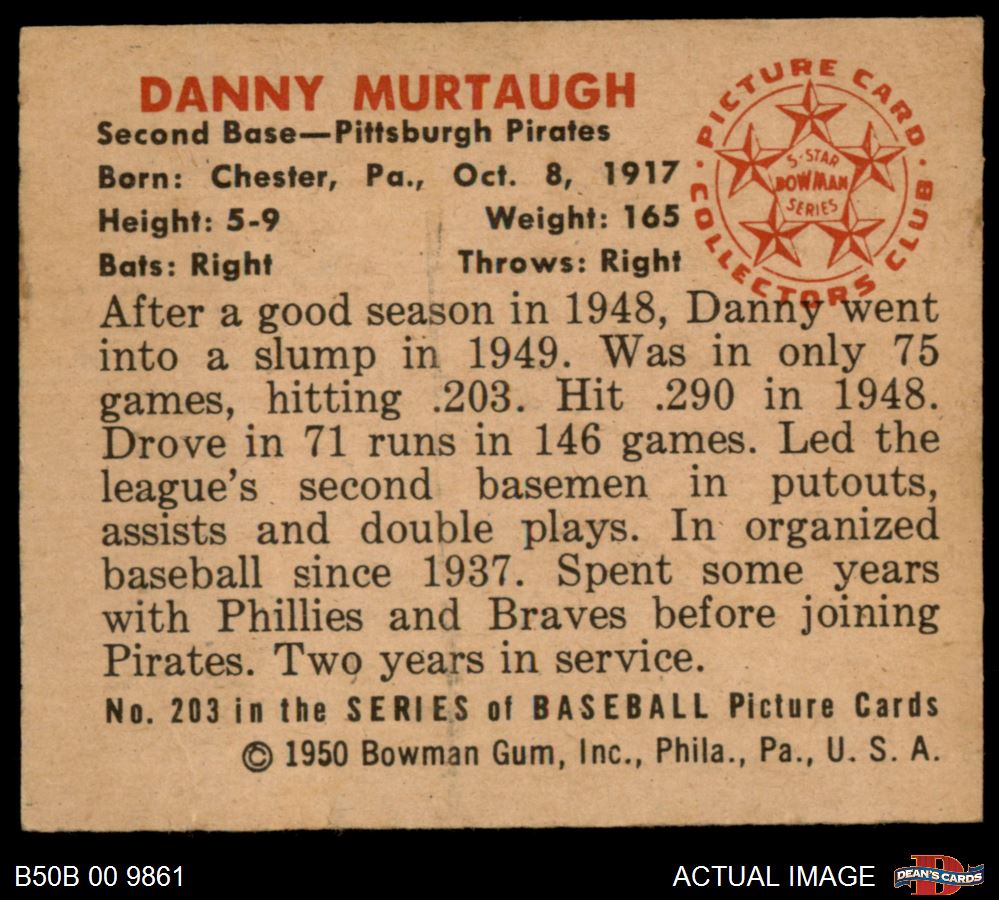 DANNY MURTAUGH
Second Base—Pittsburgh Pirates
Born: Chester, Pa., Oct. 8, 1917
Height: 5-9 Weight: 165
Bats: Right Throws: Right
PICTURE CARD
COLLECTORS CLUB
5-STAR
BOWMAN
SERIES
After a good season in 1948, Danny went
into a slump in 1949. Was in only 75
games, hitting .203. Hit .290 in 1948.
Drove in 71 runs in 146 games. Led the
league's second basemen in putouts,
assists and double plays. In organized
baseball since 1937. Spent some years
with Phillies and Braves before joining
Pirates. Two years in service.
No. 203 in the SERIES of BASEBALL Picture Cards
© 1950 Bowman Gum, Inc., Phila., Pa., U. S. A.
B50B 00 9861
ACTUAL IMAGE
D
DEAN'S CARDS